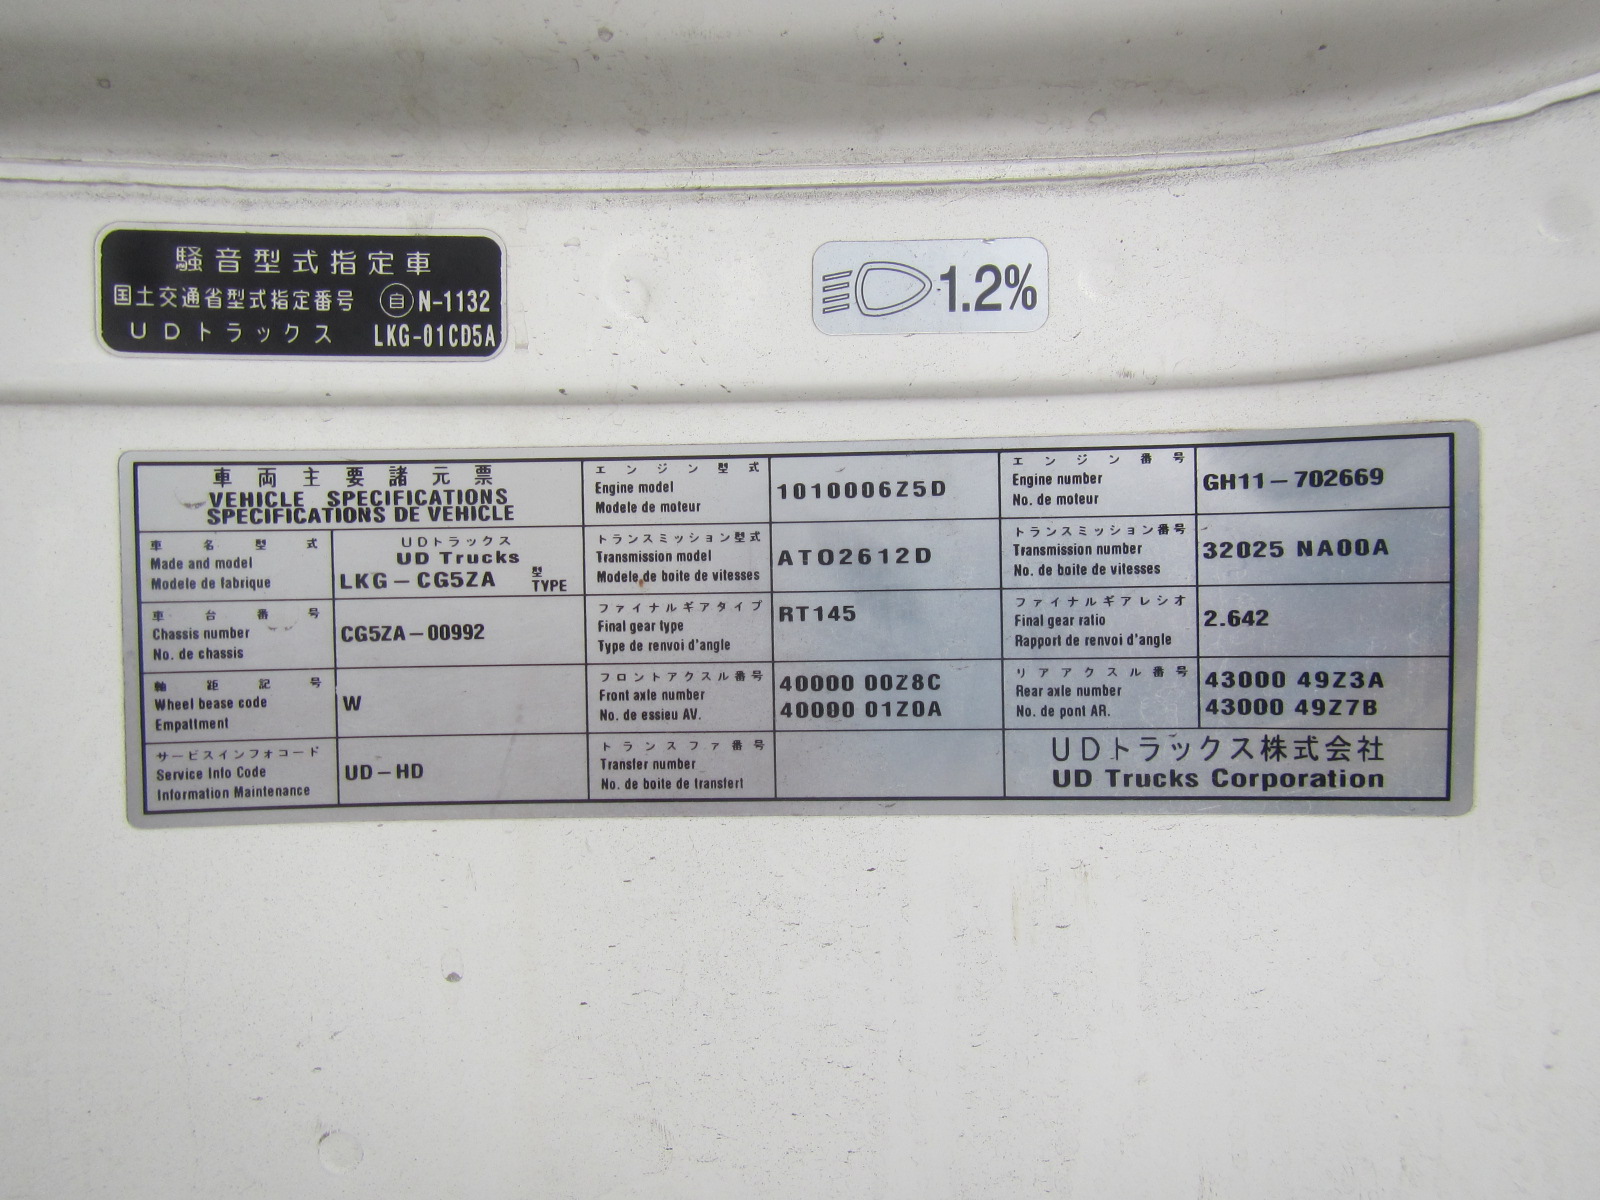 騒音型式指定車
国土交通省型式指定番号 自 N-1132
UDトラックス LKG-01CD5A
1.2%
車両主要諸元票
VEHICLE SPECIFICATIONS
SPECIFICATIONS DE VEHICLE
エンジン型式
Engine model
Modele de moteur
1010006Z5D
エンジン番号
Engine number
No. de moteur
GH11-702669
車名型式
Made and model
Modele de fabrique
UDトラックス
UD Trucks
LKG-CG5ZA 型 TYPE
トランスミッション型式
Transmission model
Modele de boite de vitesses
ATO2612D
トランスミッション番号
Transmission number
No. de boite de vitesses
32025 NA00A
車台番号
Chassis number
No. de chassis
CG5ZA-00992
ファイナルギアタイプ
Final gear type
Type de renvoi d'angle
RT145
ファイナルギアレシオ
Final gear ratio
Rapport de renvoi d'angle
2.642
軸距記号
Wheel bease code
Empattment
W
フロントアクスル番号
Front axle number
No. de essieu AV.
40000 00Z8C
40000 01Z0A
リアアクスル番号
Rear axle number
No. de pont AR.
43000 49Z3A
43000 49Z7B
サービスインフォコード
Service Info Code
Information Maintenance
UD-HD
トランスファ番号
Transfer number
No. de boite de transfert
UDトラックス株式会社
UD Trucks Corporation